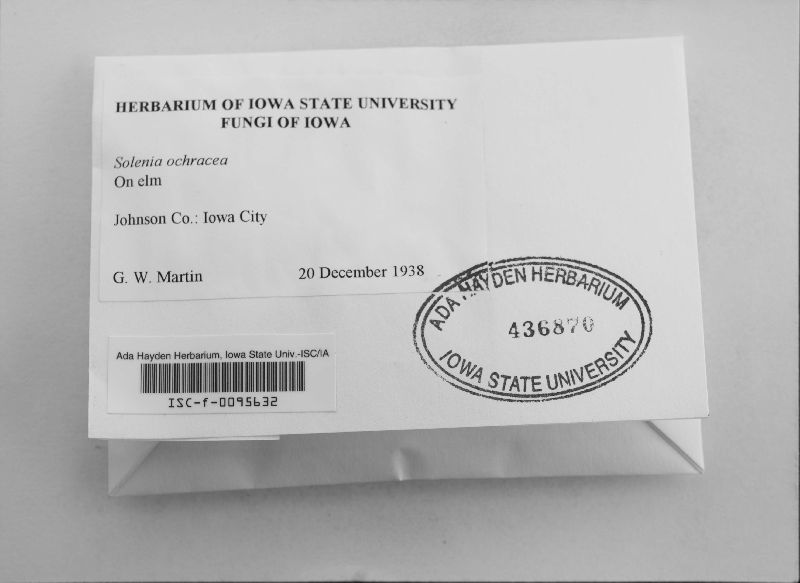 HERBARIUM OF IOWA STATE UNIVERSITY
FUNGI OF IOWA
Solenia ochracea
On elm
Johnson Co.: Iowa City
G. W. Martin 20 December 1938
ADA HAYDEN HERBARIUM
436870
IOWA STATE UNIVERSITY
Ada Hayden Herbarium, Iowa State Univ.-ISC/IA
ISC-f-0095632